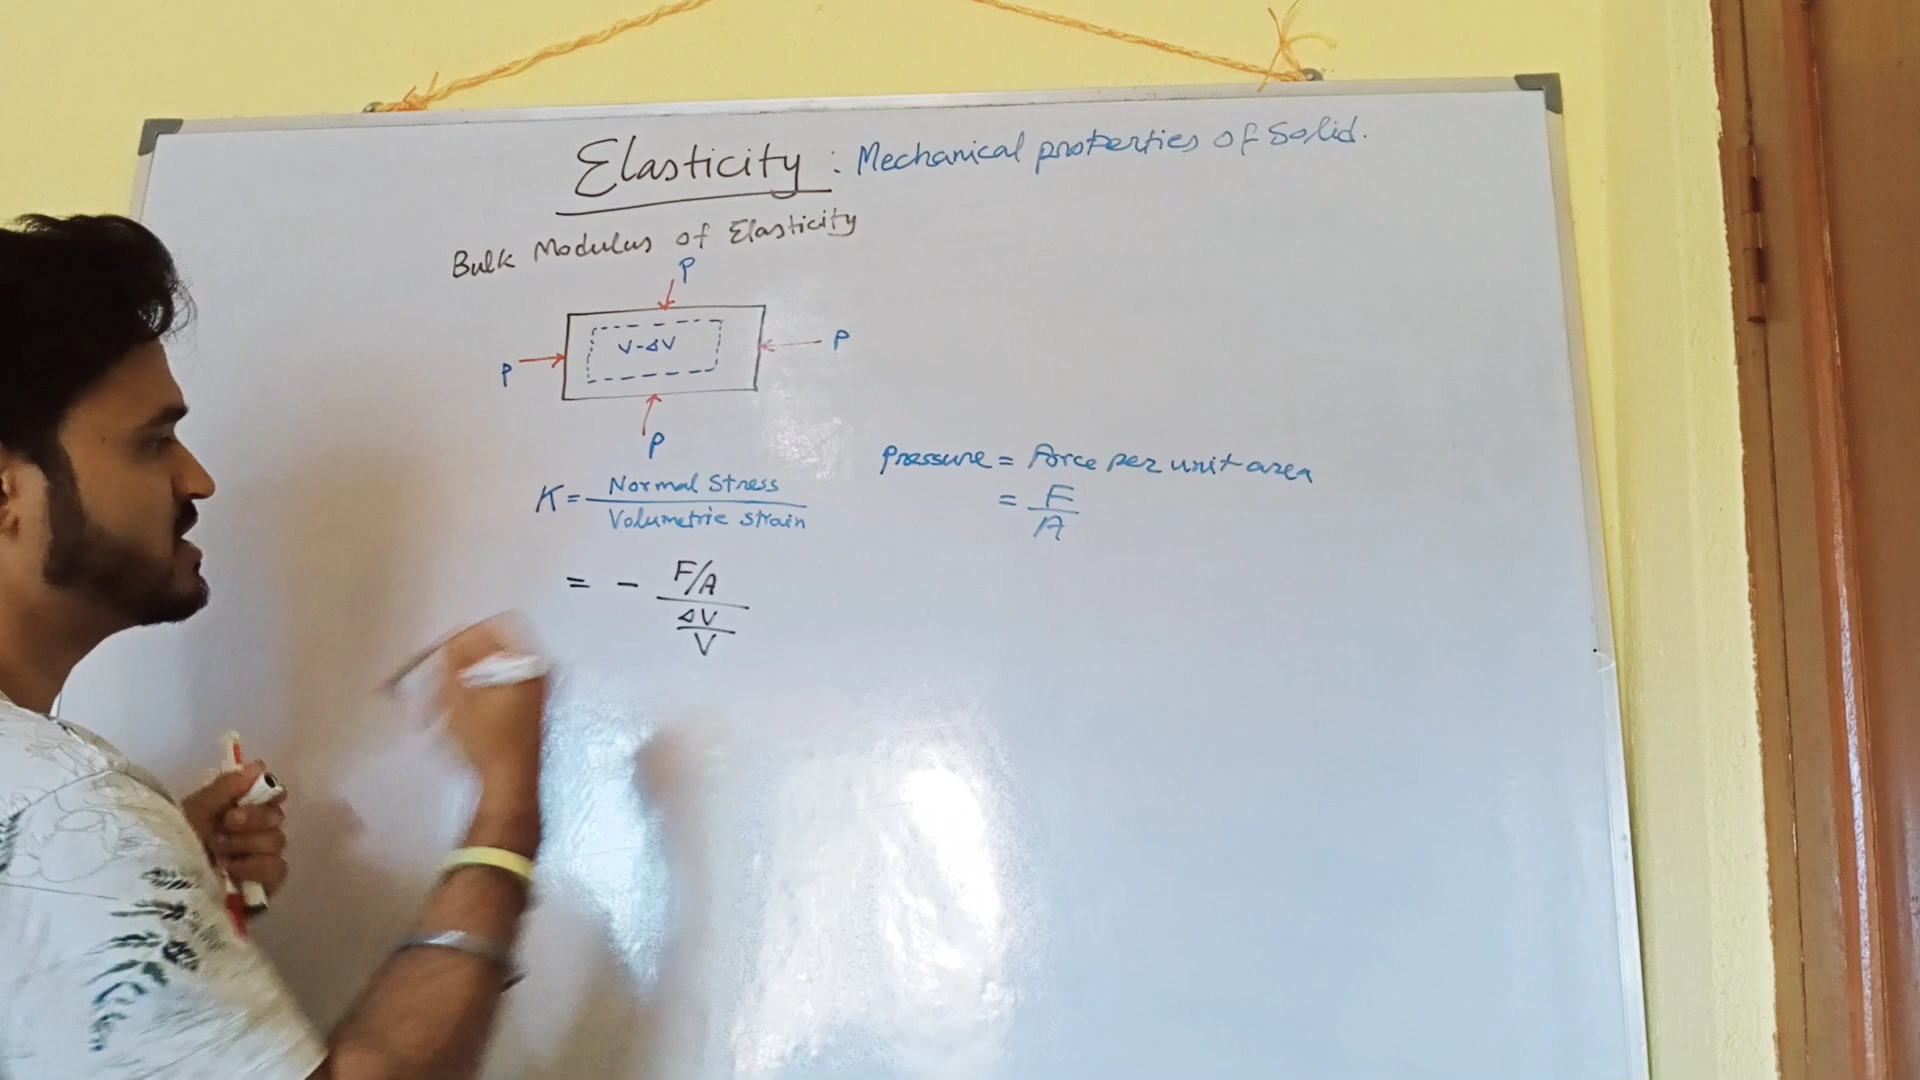 Elasticity : Mechanical properties of Solid.
Bulk Modulus of Elasticity
P
V-ΔV
P
P
P
Pressure = Force per unit area
= F/A
K = Normal Stress / Volumetric strain
= - F/A / ΔV/V